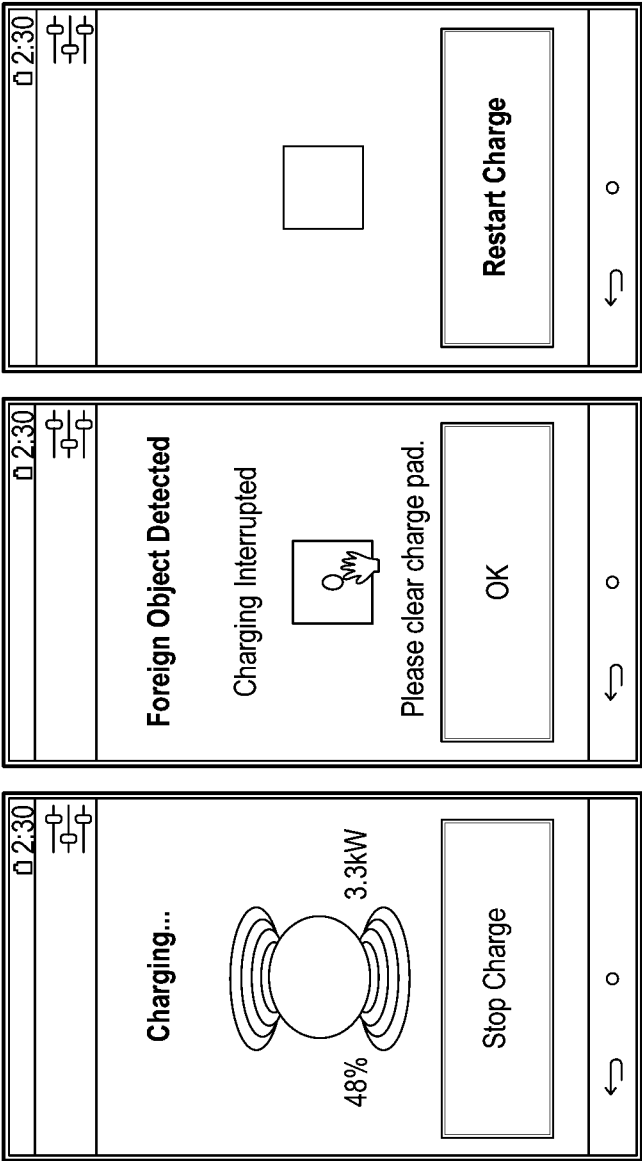 2:30
Charging...
48%
3.3kW
Stop Charge
2:30
Foreign Object Detected
Charging Interrupted
Please clear charge pad.
OK
2:30
Restart Charge